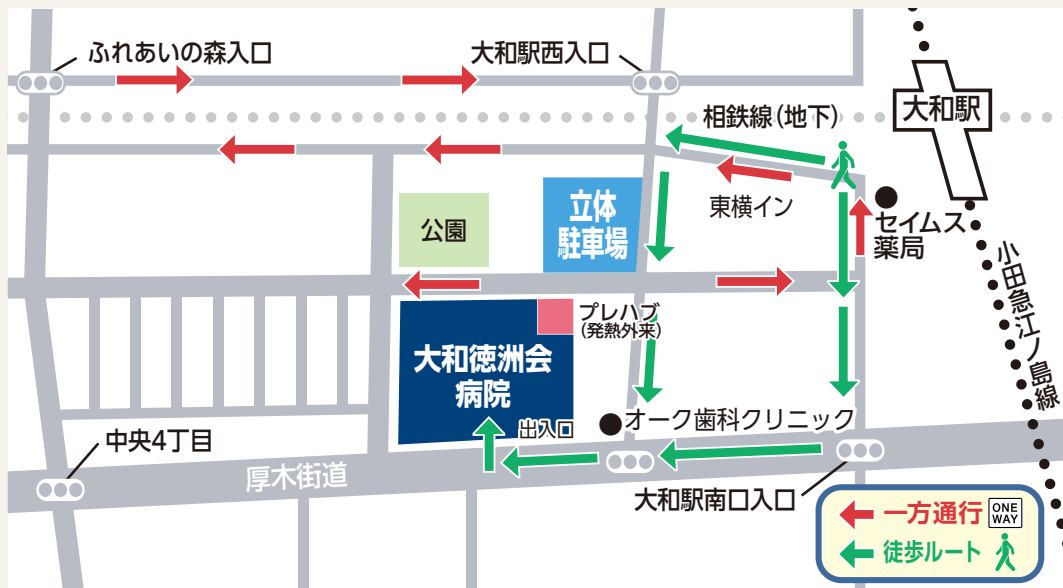 ふれあいの森入口
大和駅西入口
相鉄線(地下)
大和駅
東横イン
セイムス
薬局
公園
立体
駐車場
小田急江ノ島線
プレハブ
(発熱外来)
大和徳洲会
病院
出入口
オーク歯科クリニック
中央4丁目
厚木街道
大和駅南口入口
一方通行
ONE
WAY
徒歩ルート